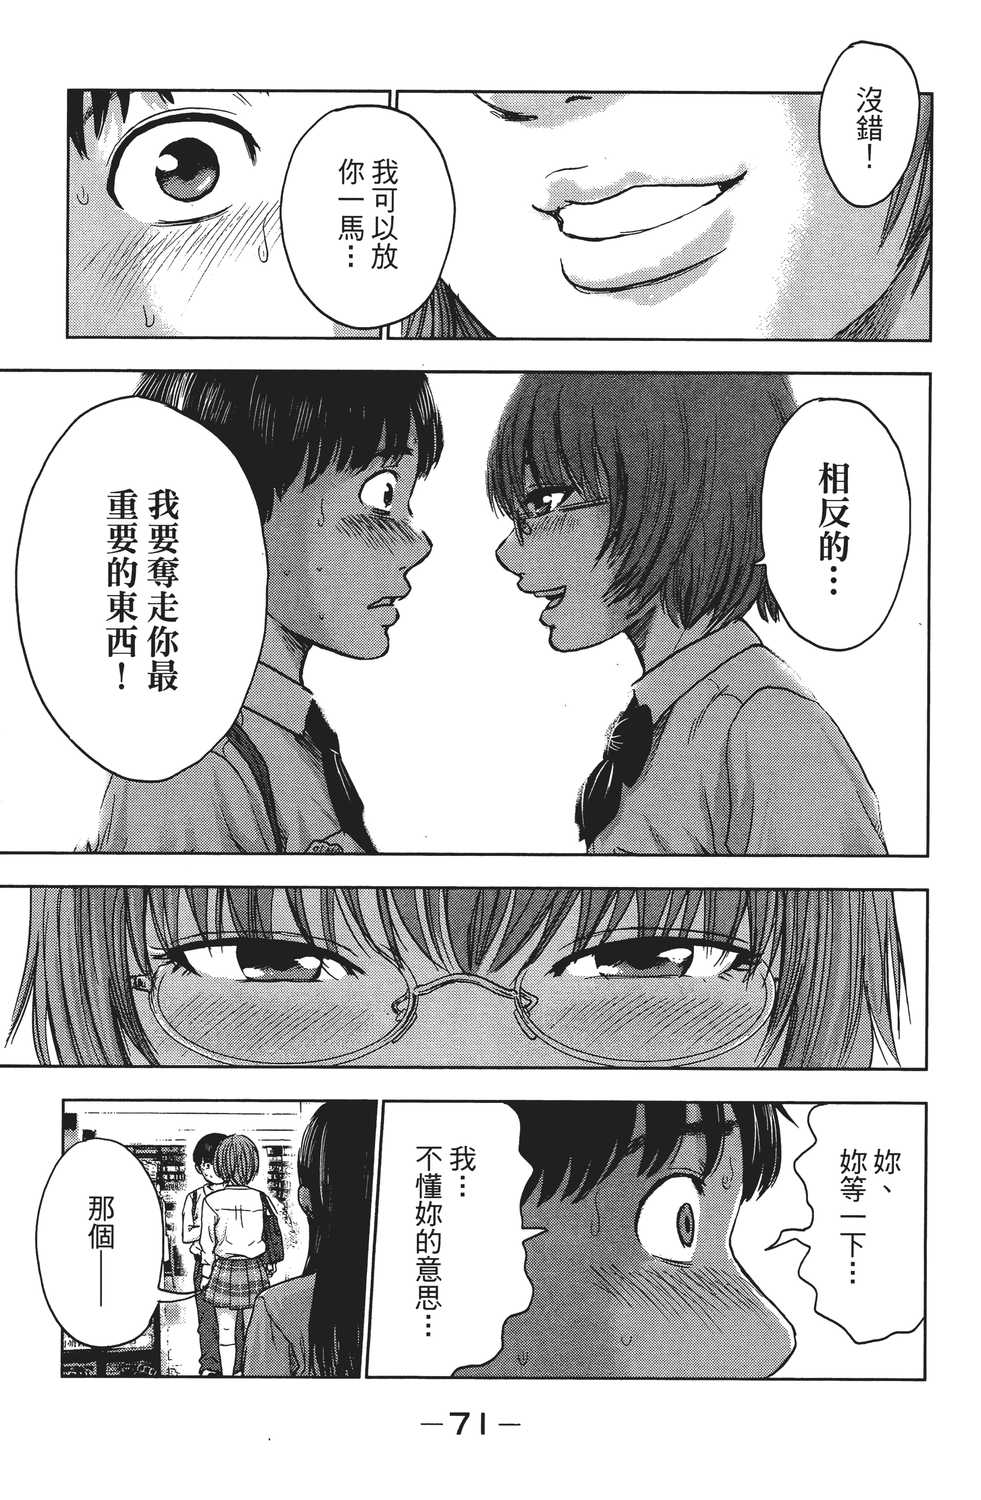 沒錯！
我可以放
你一馬…
相反的…
我要奪走你最
重要的東西！
妳、
妳等一下…
我…
不懂妳的意思…
那個──
－71－